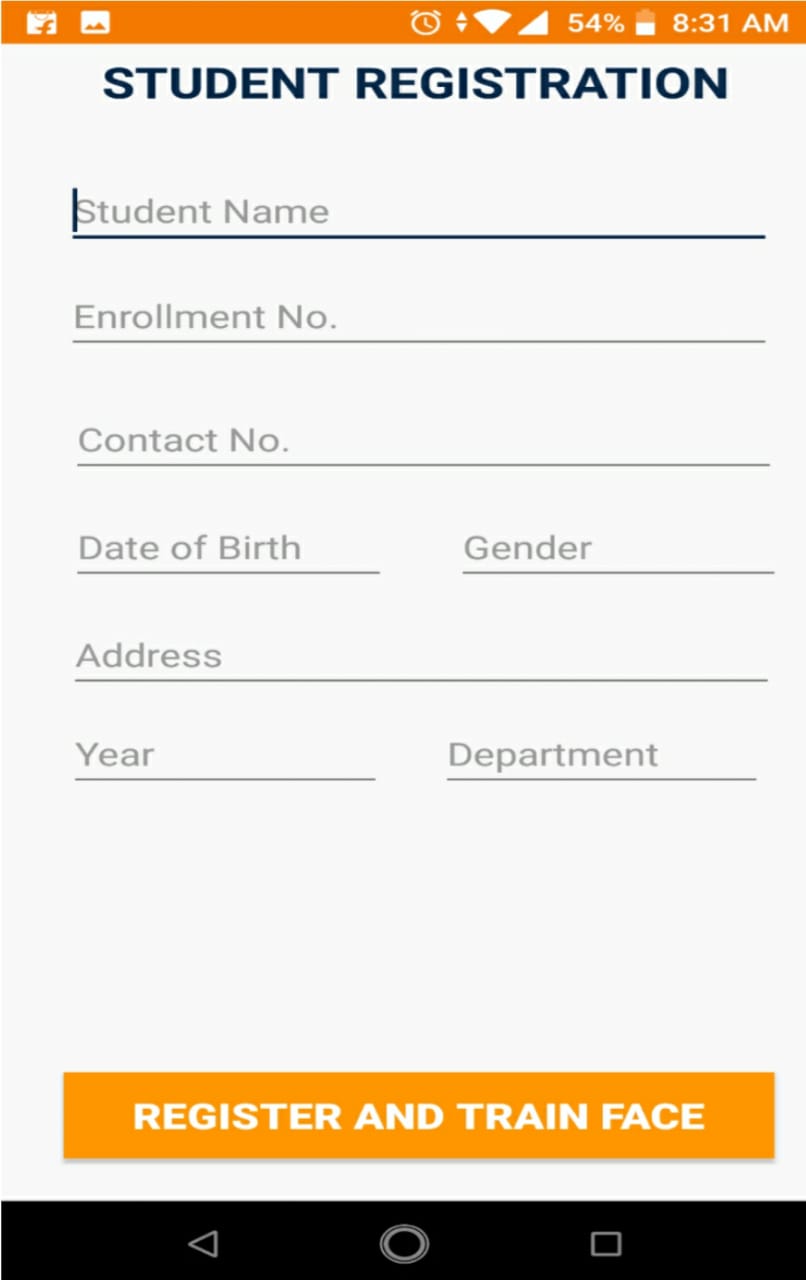 54% 8:31 AM
STUDENT REGISTRATION
Student Name
Enrollment No.
Contact No.
Date of Birth Gender
Address
Year Department
REGISTER AND TRAIN FACE